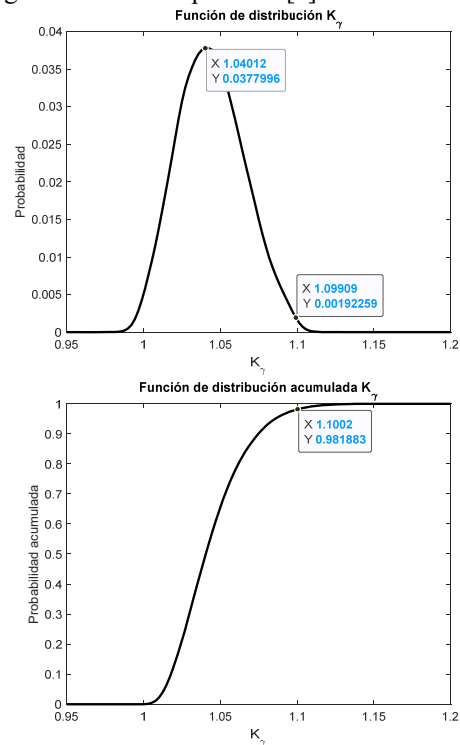 Función de distribución Kγ
0.04
0.035
0.03
0.025
0.02
0.015
0.01
0.005
0
Probabilidad
X 1.04012
Y 0.0377996
X 1.09909
Y 0.00192259
0.95 1 1.05 1.1 1.15 1.2
Kγ
Función de distribución acumulada Kγ
1
0.9
0.8
0.7
0.6
0.5
0.4
0.3
0.2
0.1
0
Probabilidad acumulada
X 1.1002
Y 0.981883
0.95 1 1.05 1.1 1.15 1.2
Kγ